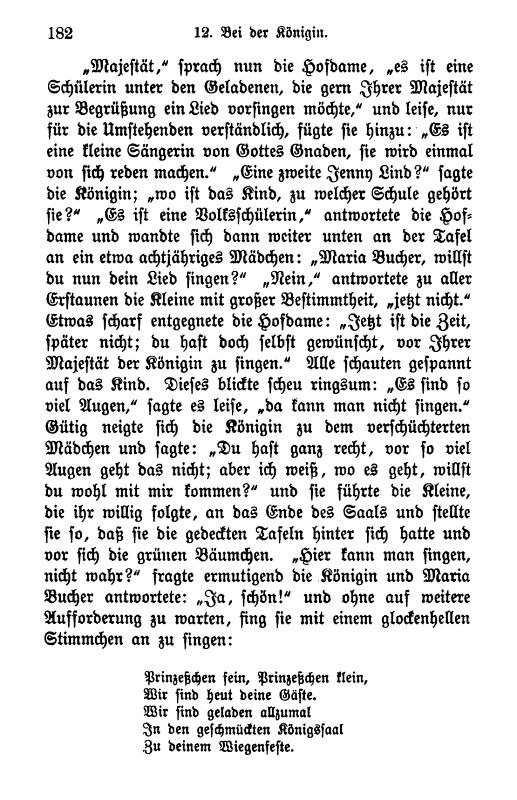 182 12. Bei der Königin.
„Majestät,“ sprach nun die Hofdame, „es ist eine
Schülerin unter den Geladenen, die gern Ihrer Majestät
zur Begrüßung ein Lied vorsingen möchte,“ und leise, nur
für die Umstehenden verständlich, fügte sie hinzu: „Es ist
eine kleine Sängerin von Gottes Gnaden, sie wird einmal
von sich reden machen.“ „Eine zweite Jenny Lind?“ sagte
die Königin; „wo ist das Kind, zu welcher Schule gehört
sie?“ „Es ist eine Volksschülerin,“ antwortete die Hof-
dame und wandte sich dann weiter unten an der Tafel
an ein etwa achtjähriges Mädchen: „Maria Bucher, willst
du nun dein Lied singen?“ „Nein,“ antwortete zu aller
Erstaunen die Kleine mit großer Bestimmtheit, „jetzt nicht.“
Etwas scharf entgegnete die Hofdame: „Jetzt ist die Zeit,
später nicht; du hast doch selbst gewünscht, vor Ihrer
Majestät der Königin zu singen.“ Alle schauten gespannt
auf das Kind. Dieses blickte scheu ringsum: „Es sind so
viel Augen,“ sagte es leise, „da kann man nicht singen.“
Gütig neigte sich die Königin zu dem verschüchterten
Mädchen und sagte: „Du hast ganz recht, vor so viel
Augen geht das nicht; aber ich weiß, wo es geht, willst
du wohl mit mir kommen?“ und sie führte die Kleine,
die ihr willig folgte, an das Ende des Saals und stellte
sie so, daß sie die gedeckten Tafeln hinter sich hatte und
vor sich die grünen Bäumchen. „Hier kann man singen,
nicht wahr?“ fragte ermutigend die Königin und Maria
Bucher antwortete: „Ja, schön!“ und ohne auf weitere
Aufforderung zu warten, fing sie mit einem glockenhellen
Stimmchen an zu singen:
Prinzeßchen fein, Prinzeßchen klein,
Wir sind heut deine Gäste.
Wir sind geladen allzumal
In den geschmückten Königssaal
Zu deinem Wiegenfeste.